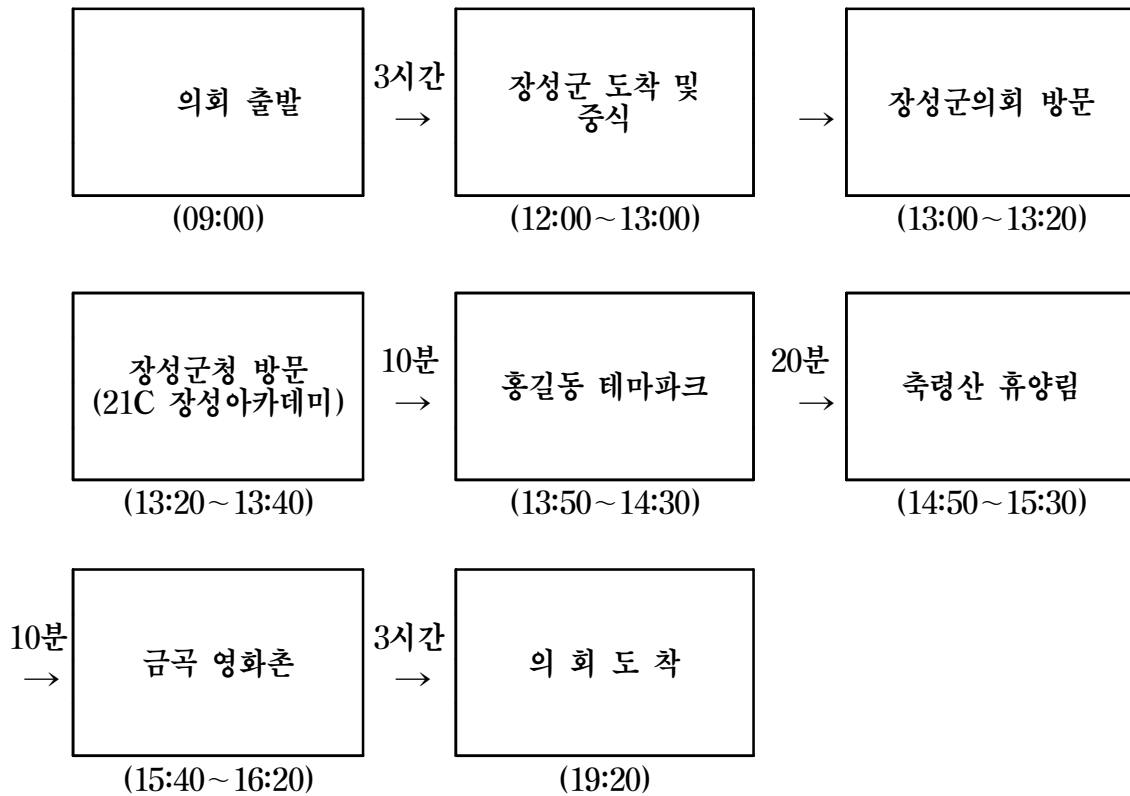 의회 출발
3시간
→
장성군 도착 및
중식
→
장성군의회 방문
(09:00)
(12:00~13:00)
(13:00~13:20)
장성군청 방문
(21C 장성아카데미)
10분
→
홍길동 테마파크
20분
→
축령산 휴양림
(13:20~13:40)
(13:50~14:30)
(14:50~15:30)
10분
→
금곡 영화촌
3시간
→
의 회 도 착
(15:40~16:20)
(19:20)